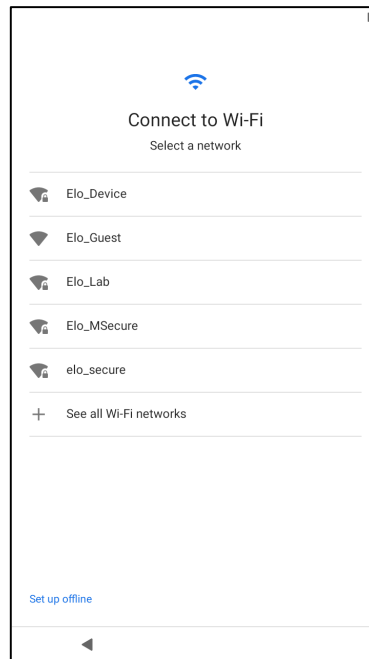 Connect to Wi-Fi
Select a network
Elo_Device
Elo_Guest
Elo_Lab
Elo_MSecure
elo_secure
See all Wi-Fi networks
Set up offline